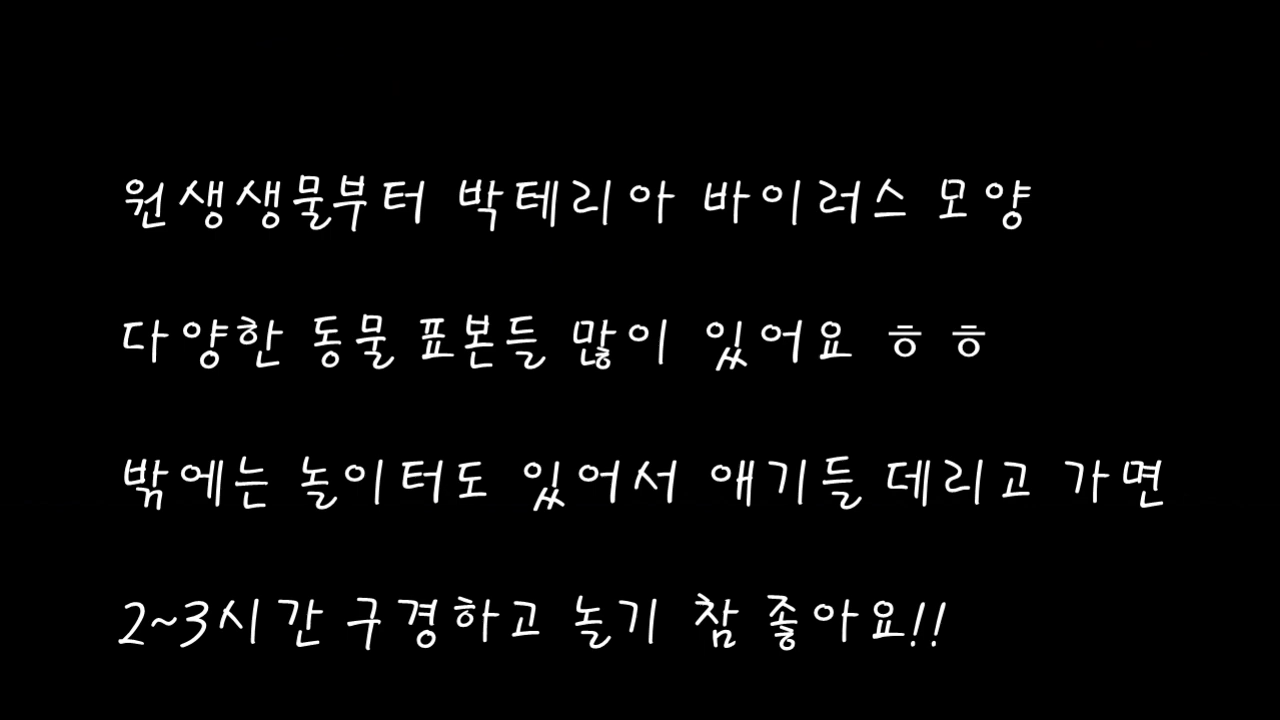 원생생물부터 박테리아 바이러스 모양
다양한 동물 표본들 많이 있어요 ㅎㅎ
밖에는 놀이터도 있어서 얘기들 데리고 가면
2~3시간 구경하고 놀기 참 좋아요!!